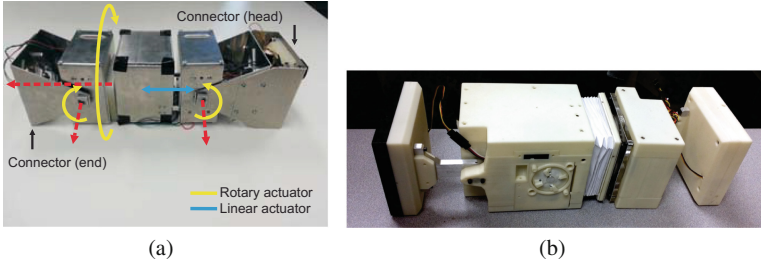 Connector (head)
Connector (end)
Rotary actuator
Linear actuator
(a)
(b)